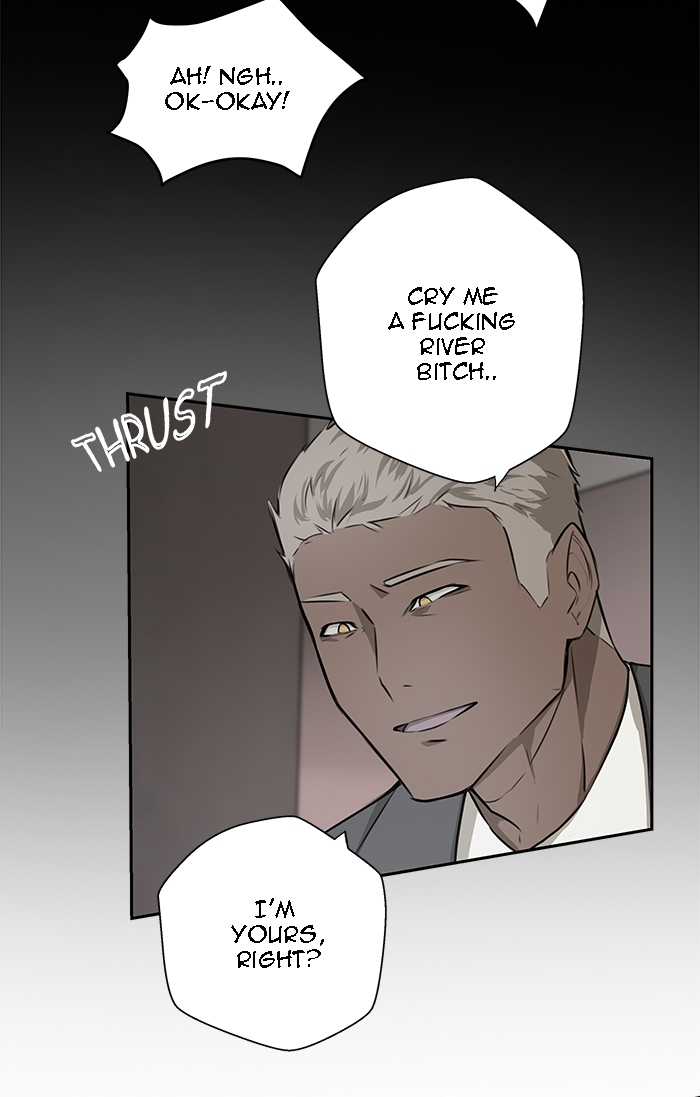 AH! NGH..
OK-OKAY!
CRY ME
A FUCKING
RIVER
BITCH..
THRUST
I'M
YOURS,
RIGHT?